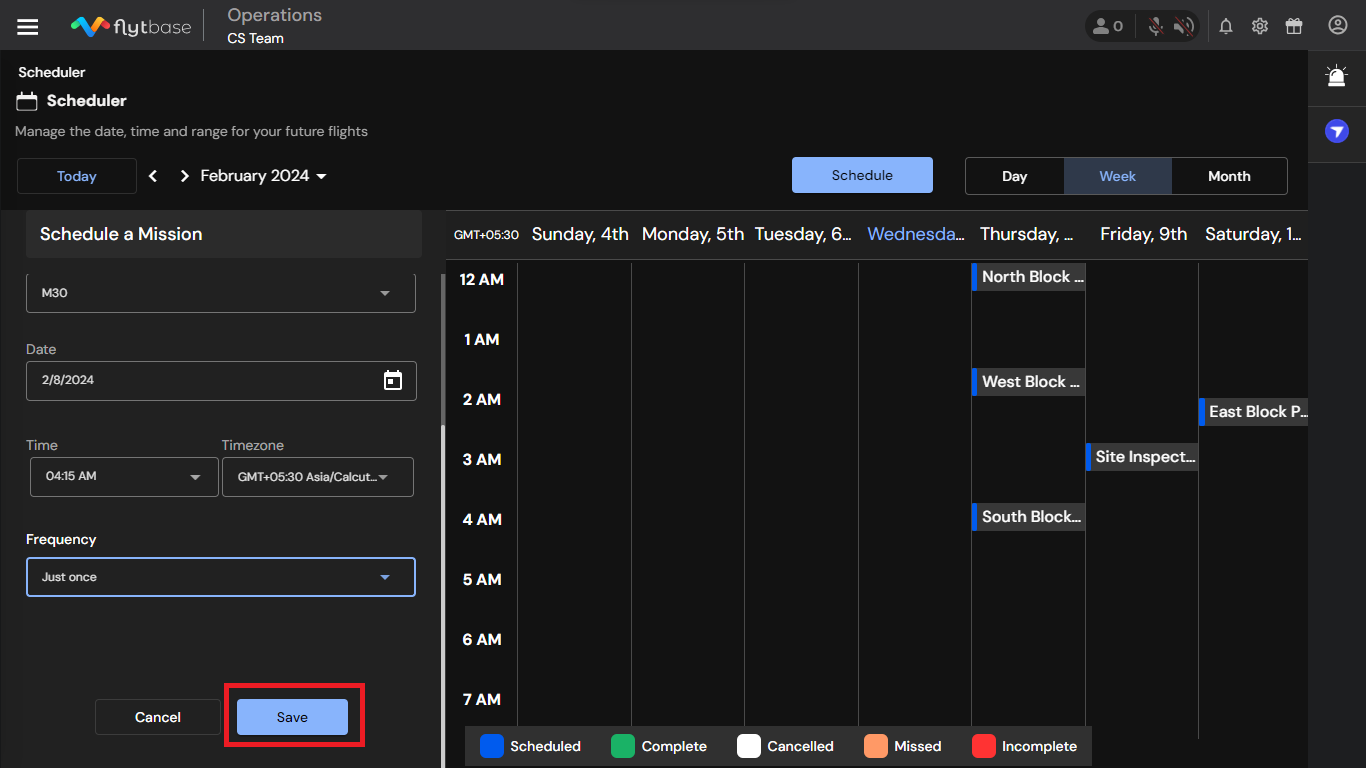 flytbase
Operations
CS Team
0
Scheduler
Scheduler
Manage the date, time and range for your future flights
Today
February 2024
Schedule
Day
Week
Month
Schedule a Mission
M30
Date
2/8/2024
Time
Timezone
04:15 AM
GMT+05:30 Asia/Calcut...
Frequency
Just once
Cancel
Save
GMT+05:30
Sunday, 4th
Monday, 5th
Tuesday, 6...
Wednesda...
Thursday, ...
Friday, 9th
Saturday, 1...
12 AM
North Block ...
1 AM
West Block ...
2 AM
East Block P...
3 AM
Site Inspect...
4 AM
South Block...
5 AM
6 AM
7 AM
Scheduled
Complete
Cancelled
Missed
Incomplete